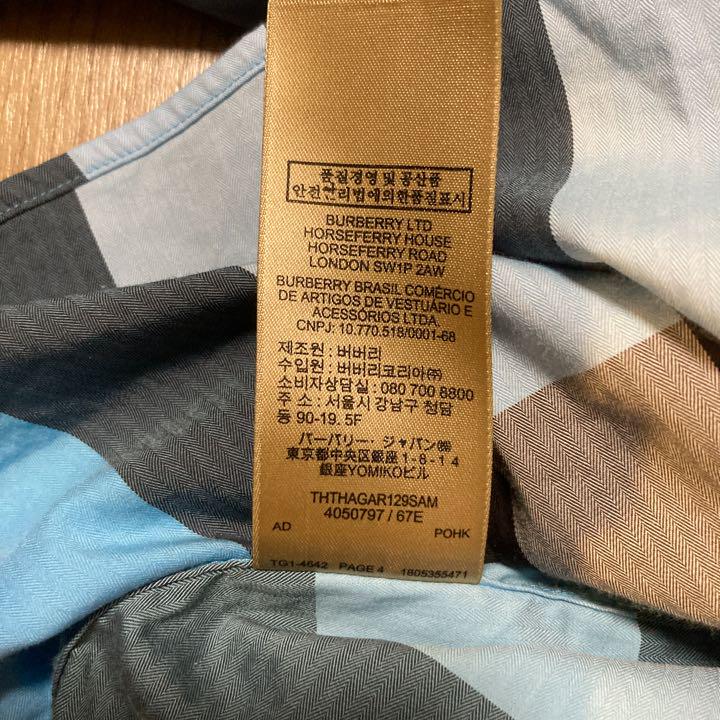 품질경영 및 공산품
안전관리법에의한품질표시
BURBERRY LTD
HORSEFERRY HOUSE
HORSEFERRY ROAD
LONDON SW1P 2AW
BURBERRY BRASIL COMÉRCIO
DE ARTIGOS DE VESTUÁRIO E
ACESSÓRIOS LTDA.
CNPJ: 10.770.518/0001-68
제조원 : 버버리
수입원 : 버버리코리아㈜
소비자상담실 : 080 700 8800
주 소 : 서울시 강남구 청담
동 90-19. 5F
バーバリー・ジャパン㈱
東京都中央区銀座1-8-14
銀座YOMIKOビル
THTHAGAR129SAM
4050797 / 67E
AD POHK
TG1-4642 PAGE 4 1805355471